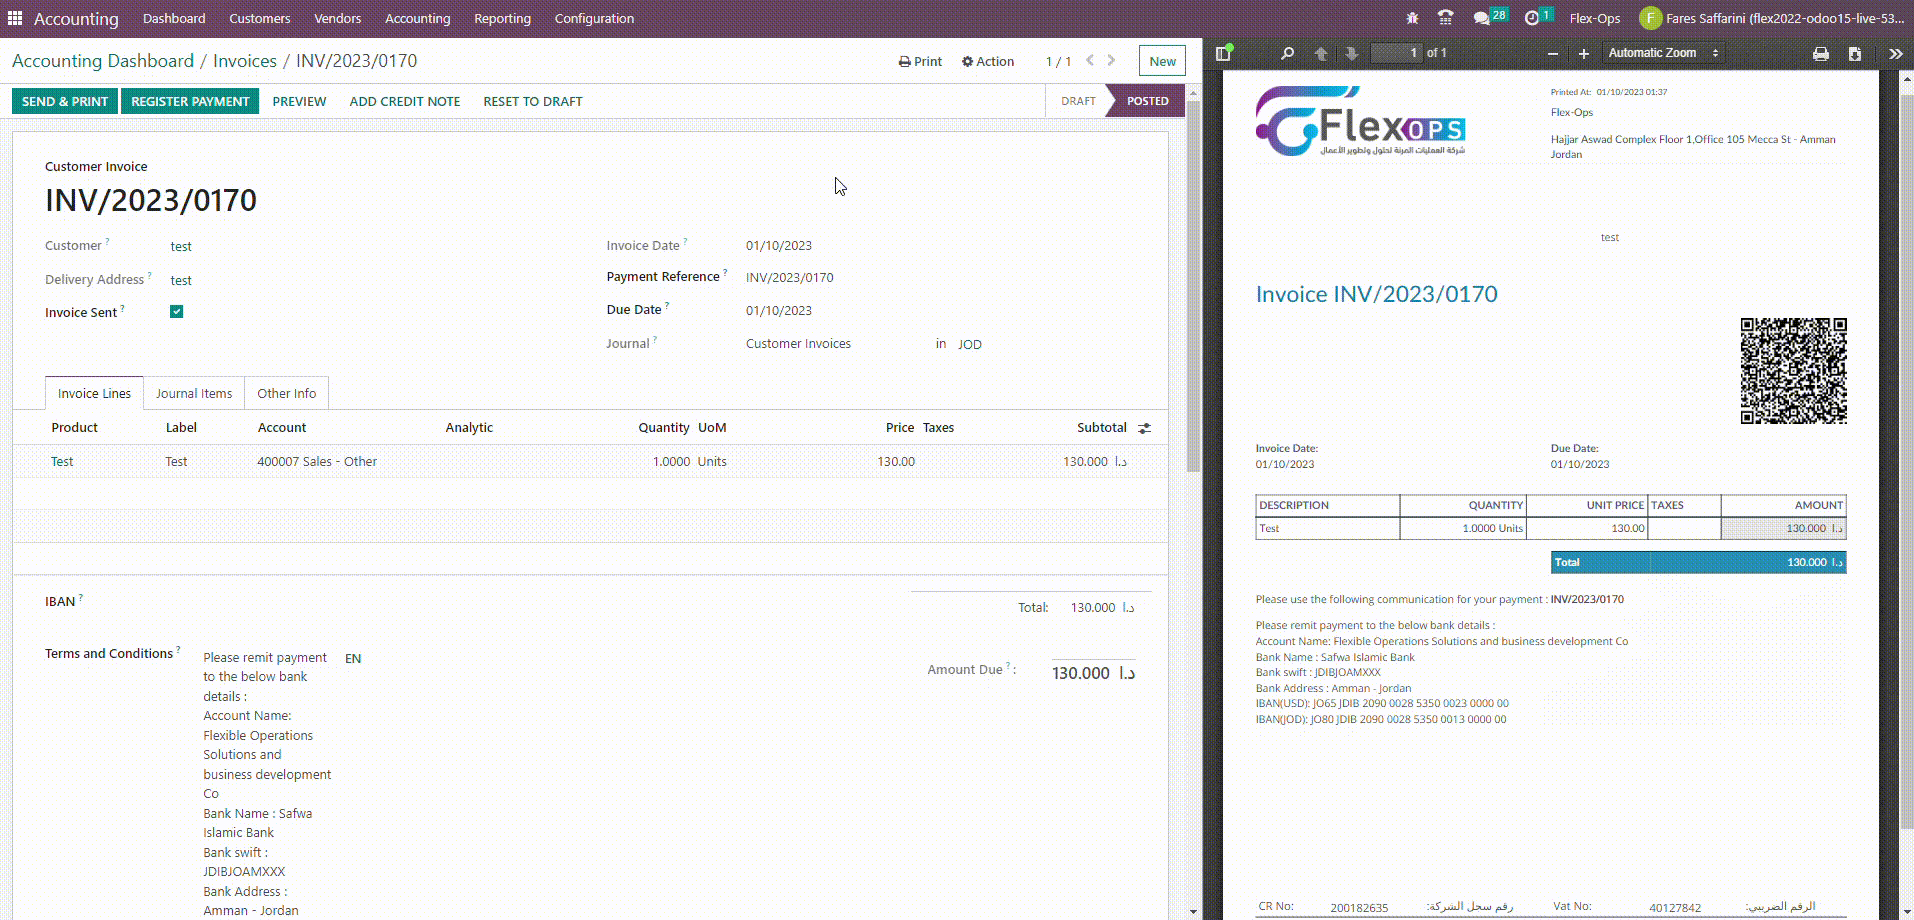 Accounting Dashboard Customers Vendors Accounting Reporting Configuration 28 1 Flex-Ops F Fares Saffarini (flex2022-odoo15-live-53...
Accounting Dashboard / Invoices / INV/2023/0170 Print Action 1 / 1 New
SEND & PRINT REGISTER PAYMENT PREVIEW ADD CREDIT NOTE RESET TO DRAFT DRAFT POSTED
Customer Invoice
INV/2023/0170
Customer ? test Invoice Date ? 01/10/2023
Delivery Address ? test Payment Reference ? INV/2023/0170
Invoice Sent ? Due Date ? 01/10/2023
Journal ? Customer Invoices in JOD
Invoice Lines Journal Items Other Info
Product Label Account Analytic Quantity UoM Price Taxes Subtotal
Test Test 400007 Sales - Other 1.0000 Units 130.00 130.000 د.ا
IBAN ?
Total: 130.000 د.ا
Terms and Conditions ?
Please remit payment EN
to the below bank
details :
Amount Due ? : 130.000 د.ا
Account Name:
Flexible Operations
Solutions and
business development
Co
Bank Name : Safwa
Islamic Bank
Bank swift :
JDIBJOAMXXX
Bank Address :
Amman - Jordan
1 of 1 Automatic Zoom
Flex OPS
شركة العمليات المرنة لحلول وتطوير الأعمال
Printed At: 01/10/2023 01:37
Flex-Ops
Hajjar Aswad Complex Floor 1,Office 105 Mecca St - Amman
Jordan
test
Invoice INV/2023/0170
Invoice Date: Due Date:
01/10/2023 01/10/2023
DESCRIPTION QUANTITY UNIT PRICE TAXES AMOUNT
Test 1.0000 Units 130.00 130.000 د.ا
Total 130.000 د.ا
Please use the following communication for your payment : INV/2023/0170
Please remit payment to the below bank details :
Account Name: Flexible Operations Solutions and business development Co
Bank Name : Safwa Islamic Bank
Bank swift : JDIBJOAMXXX
Bank Address : Amman - Jordan
IBAN(USD): JO65 JDIB 2090 0028 5350 0023 0000 00
IBAN(JOD): JO80 JDIB 2090 0028 5350 0013 0000 00
CR No: 200182635 رقم سجل الشركة: Vat No: 40127842 الرقم الضريبي: